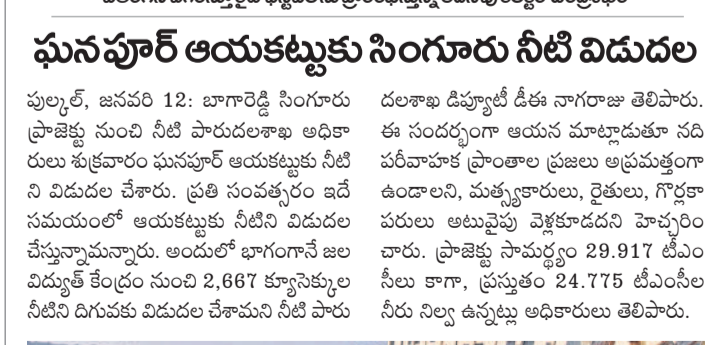 ఘనపూర్ ఆయకట్టుకు సింగూరు నీటి విడుదల
పుల్కల్, జనవరి 12: బాగారెడ్డి సింగూరు
ప్రాజెక్టు నుంచి నీటి పారుదలశాఖ అధికా
రులు శుక్రవారం ఘనపూర్ ఆయకట్టుకు నీటి
ని విడుదల చేశారు. ప్రతి సంవత్సరం ఇదే
సమయంలో ఆయకట్టుకు నీటిని విడుదల
చేస్తున్నామన్నారు. అందులో భాగంగానే జల
విద్యుత్ కేంద్రం నుంచి 2,667 క్యూసెక్కుల
నీటిని దిగువకు విడుదల చేశామని నీటి పారు
దలశాఖ డిప్యూటీ డీఈ నాగరాజు తెలిపారు.
ఈ సందర్భంగా ఆయన మాట్లాడుతూ నది
పరీవాహక ప్రాంతాల ప్రజలు అప్రమత్తంగా
ఉండాలని, మత్స్యకారులు, రైతులు, గొర్లకా
పరులు అటువైపు వెళ్లకూడదని హెచ్చరిం
చారు. ప్రాజెక్టు సామర్థ్యం 29.917 టీఎం
సీలు కాగా, ప్రస్తుతం 24.775 టీఎంసీల
నీరు నిల్వ ఉన్నట్లు అధికారులు తెలిపారు.